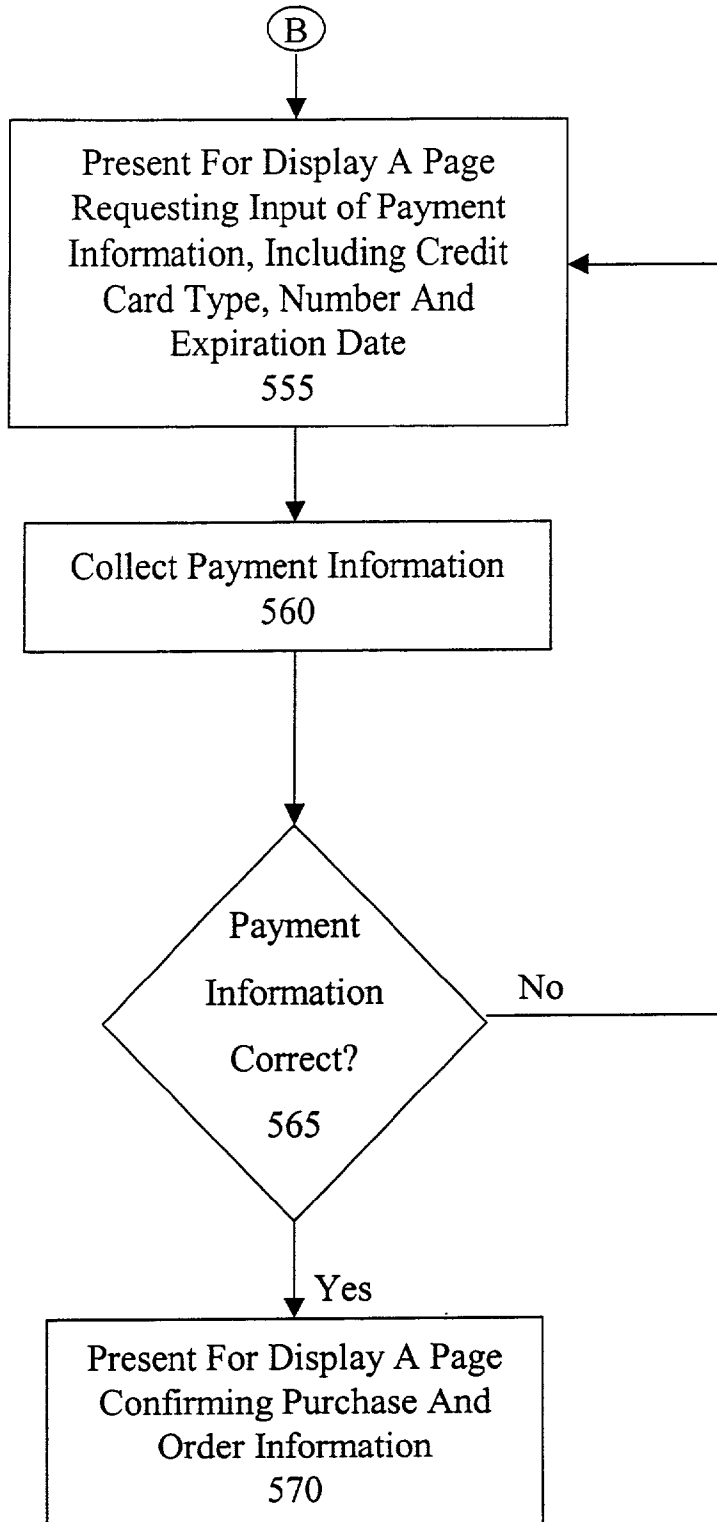 B
Present For Display A Page
Requesting Input of Payment
Information, Including Credit
Card Type, Number And
Expiration Date
555
Collect Payment Information
560
Payment
Information
Correct?
565
No
Yes
Present For Display A Page
Confirming Purchase And
Order Information
570